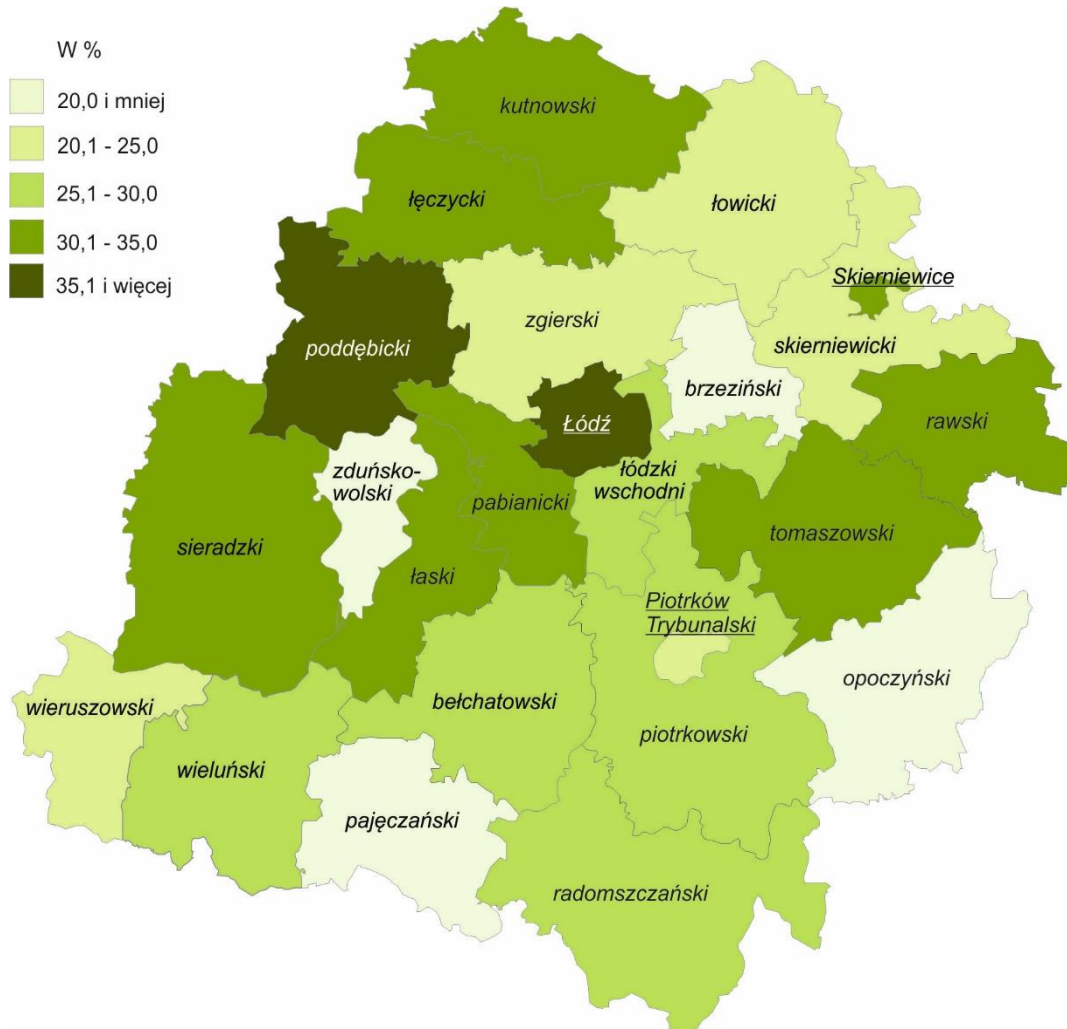 W %
20,0 i mniej
20,1 - 25,0
25,1 - 30,0
30,1 - 35,0
35,1 i więcej
kutnowski
łęczycki
łowicki
Skierniewice
zgierski
poddębicki
skierniewicki
brzeziński
rawski
Łódź
łódzki
wschodni
zduńsko-
wolski
pabianicki
tomaszowski
sieradzki
łaski
Piotrków
Trybunalski
opoczyński
wieruszowski
bełchatowski
piotrkowski
wieluński
pajęczański
radomszczański